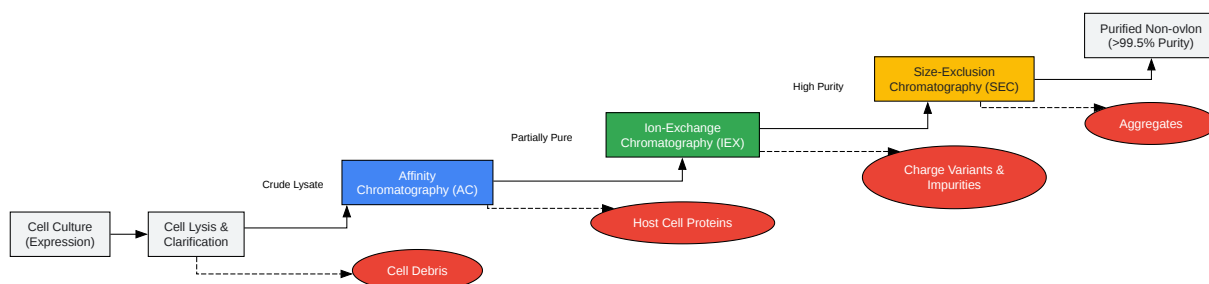 Cell Culture
(Expression)
Cell Lysis &
Clarification
Cell Debris
Crude Lysate
Affinity
Chromatography (AC)
Host Cell Proteins
Partially Pure
Ion-Exchange
Chromatography (IEX)
Charge Variants &
Impurities
High Purity
Size-Exclusion
Chromatography (SEC)
Aggregates
Purified Non-ovlon
(>99.5% Purity)